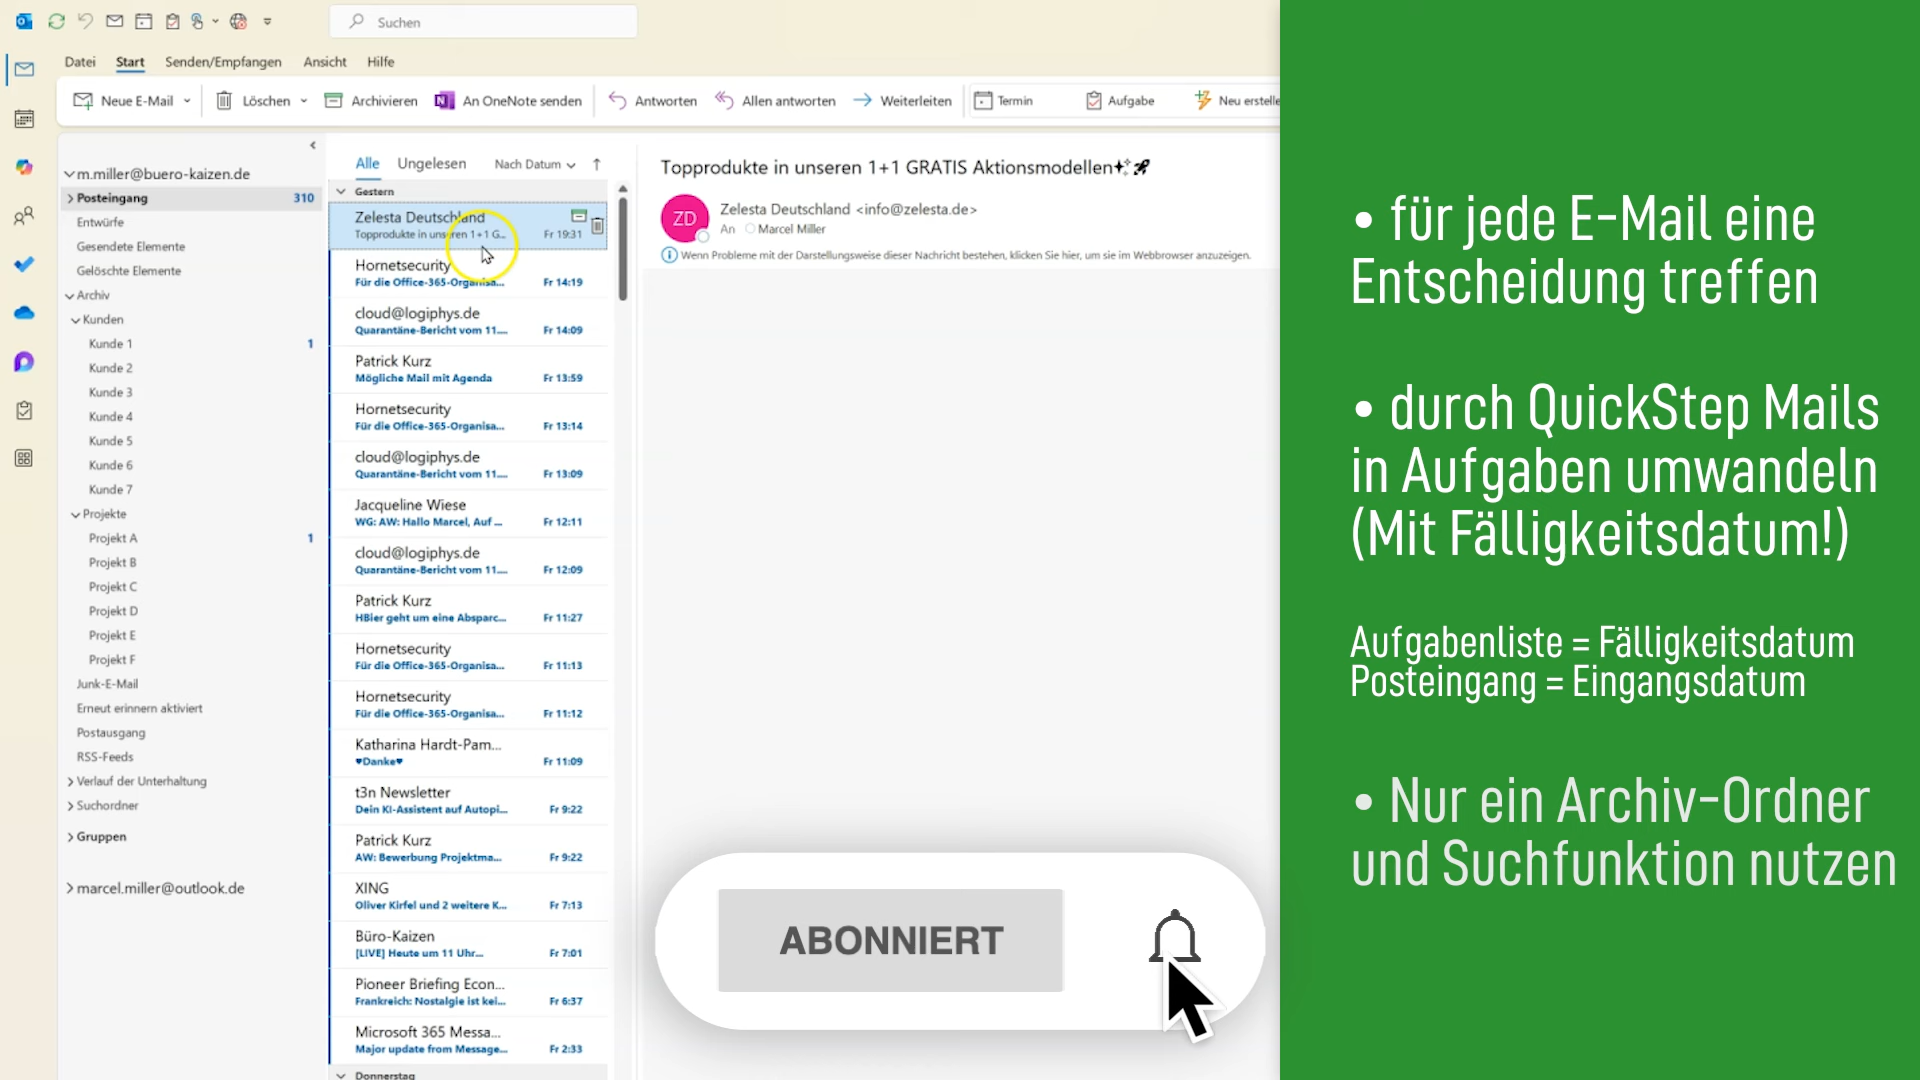 Suchen
Datei Start Senden/Empfangen Ansicht Hilfe
Neue E-Mail Löschen Archivieren An OneNote senden Antworten Allen antworten Weiterleiten Termin Aufgabe Neu erstelle
m.miller@buero-kaizen.de
Posteingang 310
Entwürfe
Gesendete Elemente
Gelöschte Elemente
Archiv
Kunden
Kunde 1 1
Kunde 2
Kunde 3
Kunde 4
Kunde 5
Kunde 6
Kunde 7
Projekte
Projekt A 1
Projekt B
Projekt C
Projekt D
Projekt E
Projekt F
Junk-E-Mail
Erneut erinnern aktiviert
Postausgang
RSS-Feeds
Verlauf der Unterhaltung
Suchordner
Gruppen
marcel.miller@outlook.de
Alle Ungelesen Nach Datum
Gestern
Zelesta Deutschland
Topprodukte in unseren 1+1 G... Fr 19:31
Hornetsecurity
Für die Office-365-Organisa... Fr 14:19
cloud@logiphys.de
Quarantäne-Bericht vom 11.... Fr 14:09
Patrick Kurz
Mögliche Mail mit Agenda Fr 13:59
Hornetsecurity
Für die Office-365-Organisa... Fr 13:14
cloud@logiphys.de
Quarantäne-Bericht vom 11.... Fr 13:09
Jacqueline Wiese
WG: AW: Hallo Marcel, Auf ... Fr 12:11
cloud@logiphys.de
Quarantäne-Bericht vom 11.... Fr 12:09
Patrick Kurz
HBier geht um eine Absparc... Fr 11:27
Hornetsecurity
Für die Office-365-Organisa... Fr 11:13
Hornetsecurity
Für die Office-365-Organisa... Fr 11:12
Katharina Hardt-Pam...
♥Danke♥ Fr 11:09
t3n Newsletter
Dein KI-Assistent auf Autopi... Fr 9:22
Patrick Kurz
AW: Bewerbung Projektma... Fr 9:22
XING
Oliver Kirfel und 2 weitere K... Fr 7:13
Büro-Kaizen
[LIVE] Heute um 11 Uhr... Fr 7:01
Pioneer Briefing Econ...
Frankreich: Nostalgie ist kei... Fr 6:37
Microsoft 365 Messa...
Major update from Message... Fr 2:33
Donnerstag
Topprodukte in unseren 1+1 GRATIS Aktionsmodellen✨🚀
ZD
Zelesta Deutschland <info@zelesta.de>
An Marcel Miller
Wenn Probleme mit der Darstellungsweise dieser Nachricht bestehen, klicken Sie hier, um sie im Webbrowser anzuzeigen.
ABONNIERT
• für jede E-Mail eine
Entscheidung treffen
• durch QuickStep Mails
in Aufgaben umwandeln
(Mit Fälligkeitsdatum!)
Aufgabenliste = Fälligkeitsdatum
Posteingang = Eingangsdatum
• Nur ein Archiv-Ordner
und Suchfunktion nutzen